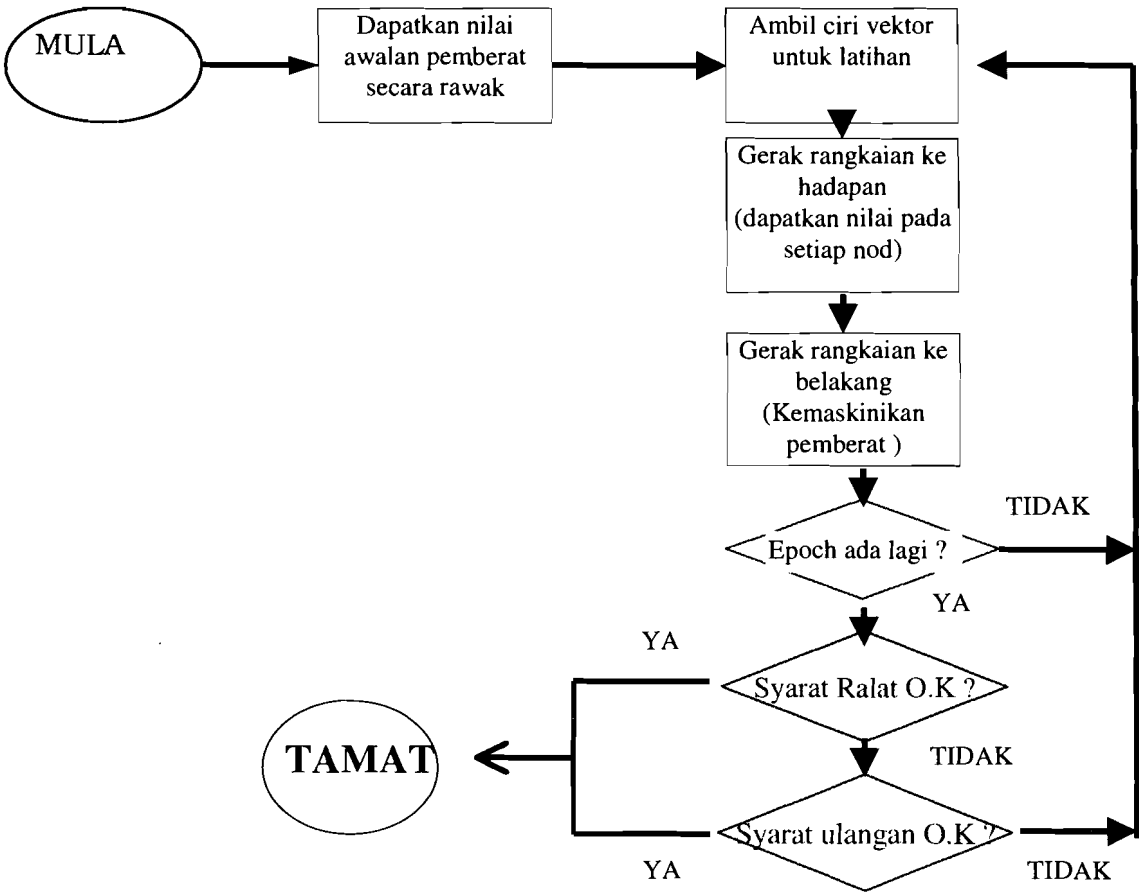 MULA
Dapatkan nilai
awalan pemberat
secara rawak
Ambil ciri vektor
untuk latihan
Gerak rangkaian ke
hadapan
(dapatkan nilai pada
setiap nod)
Gerak rangkaian ke
belakang
(Kemaskinikan
pemberat )
Epoch ada lagi ?
TIDAK
YA
Syarat Ralat O.K ?
YA
TIDAK
TAMAT
Syarat ulangan O.K ?
YA
TIDAK